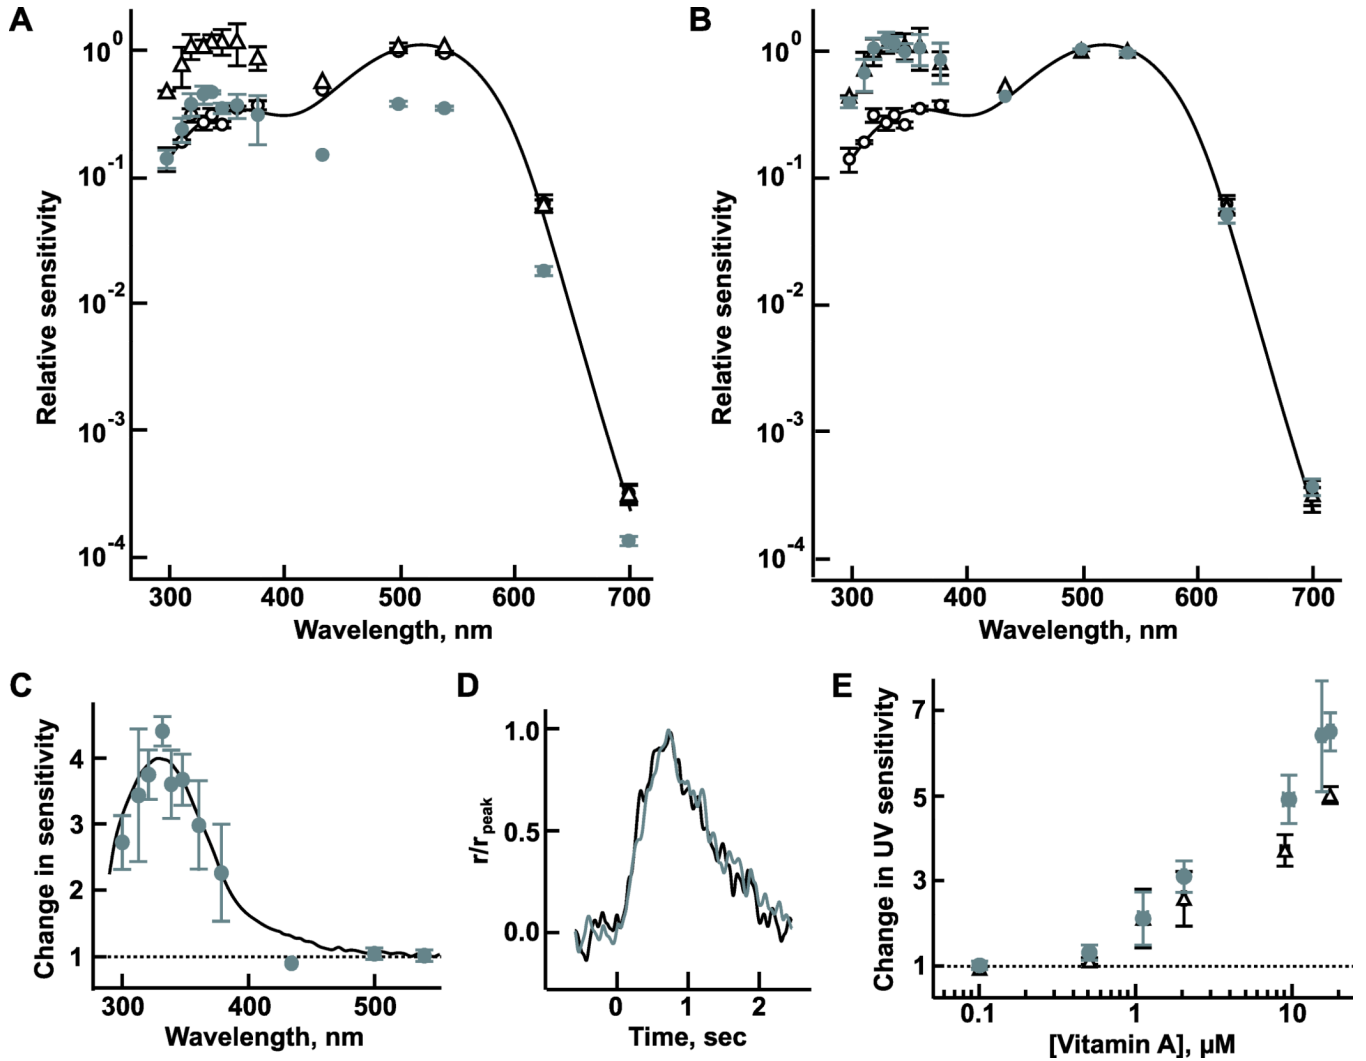 A
Relative sensitivity
10^0
10^-1
10^-2
10^-3
10^-4
300 400 500 600 700
Wavelength, nm
B
Relative sensitivity
10^0
10^-1
10^-2
10^-3
10^-4
300 400 500 600 700
Wavelength, nm
C
Change in sensitivity
4
3
2
1
300 400 500
Wavelength, nm
D
r/r_peak
1.0
0.5
0.0
0 1 2
Time, sec
E
Change in UV sensitivity
7
5
3
1
0.1 1 10
[Vitamin A], µM